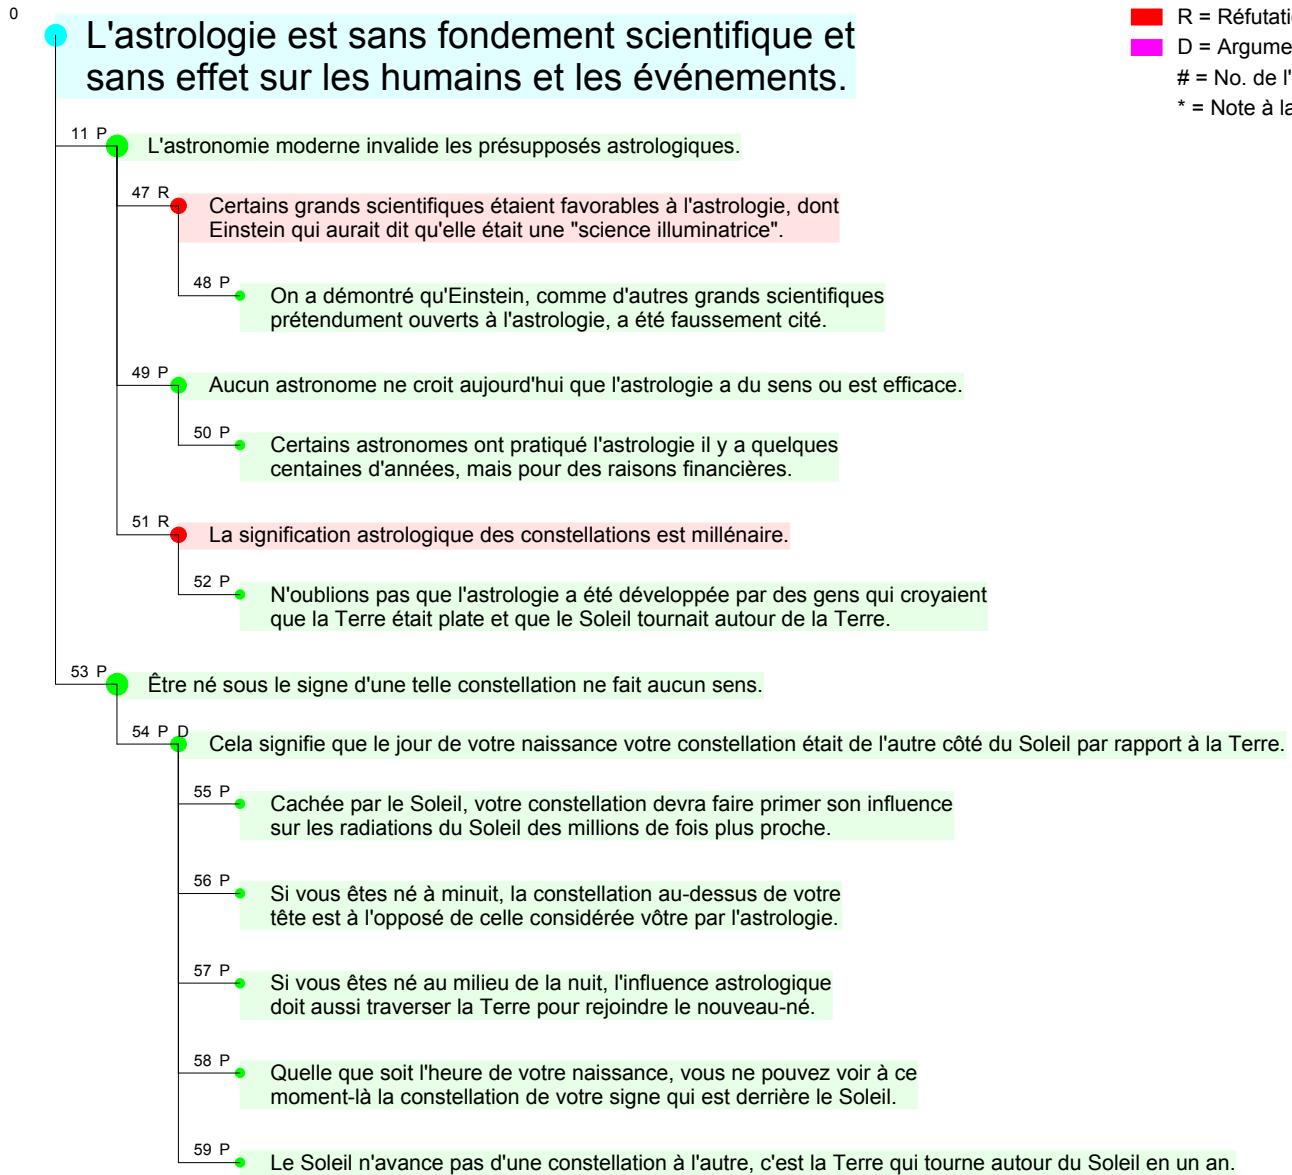 0
L'astrologie est sans fondement scientifique et
sans effet sur les humains et les événements.
R =
D =
# = No. de
* = Note à
11 P
L'astronomie moderne invalide les présupposés astrologiques.
47 R
Certains grands scientifiques étaient favorables à l'astrologie, dont
Einstein qui aurait dit qu'elle était une "science illuminatrice".
48 P
On a démontré qu'Einstein, comme d'autres grands scientifiques
prétendument ouverts à l'astrologie, a été faussement cité.
49 P
Aucun astronome ne croit aujourd'hui que l'astrologie a du sens ou est efficace.
50 P
Certains astronomes ont pratiqué l'astrologie il y a quelques
centaines d'années, mais pour des raisons financières.
51 R
La signification astrologique des constellations est millénaire.
52 P
N'oublions pas que l'astrologie a été développée par des gens qui croyaient
que la Terre était plate et que le Soleil tournait autour de la Terre.
53 P
Être né sous le signe d'une telle constellation ne fait aucun sens.
54 P D
Cela signifie que le jour de votre naissance votre constellation était de l'autre côté du Soleil par rapport à la Terre.
55 P
Cachée par le Soleil, votre constellation devra faire primer son influence
sur les radiations du Soleil des millions de fois plus proche.
56 P
Si vous êtes né à minuit, la constellation au-dessus de votre
tête est à l'opposé de celle considérée vôtre par l'astrologie.
57 P
Si vous êtes né au milieu de la nuit, l'influence astrologique
doit aussi traverser la Terre pour rejoindre le nouveau-né.
58 P
Quelle que soit l'heure de votre naissance, vous ne pouvez voir à ce
moment-là la constellation de votre signe qui est derrière le Soleil.
59 P
Le Soleil n'avance pas d'une constellation à l'autre, c'est la Terre qui tourne autour du Soleil en un an.